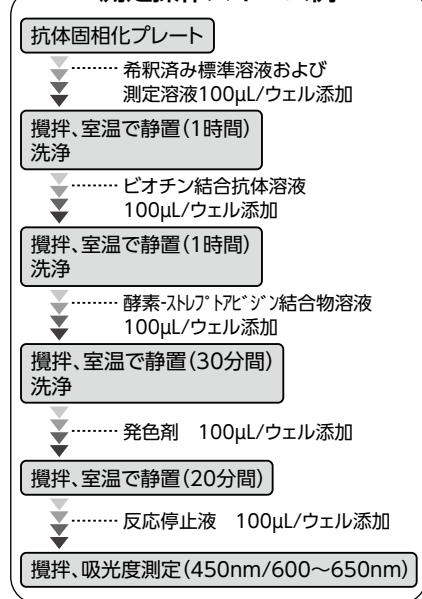 抗体固相化プレート
········· 希釈済み標準溶液および
測定溶液100μL/ウェル添加
攪拌、室温で静置(1時間)
洗浄
········· ビオチン結合抗体溶液
100μL/ウェル添加
攪拌、室温で静置(1時間)
洗浄
········· 酵素-ストレプトアビジン結合物溶液
100μL/ウェル添加
攪拌、室温で静置(30分間)
洗浄
········· 発色剤 100μL/ウェル添加
攪拌、室温で静置(20分間)
········· 反応停止液 100μL/ウェル添加
攪拌、吸光度測定(450nm/600〜650nm)